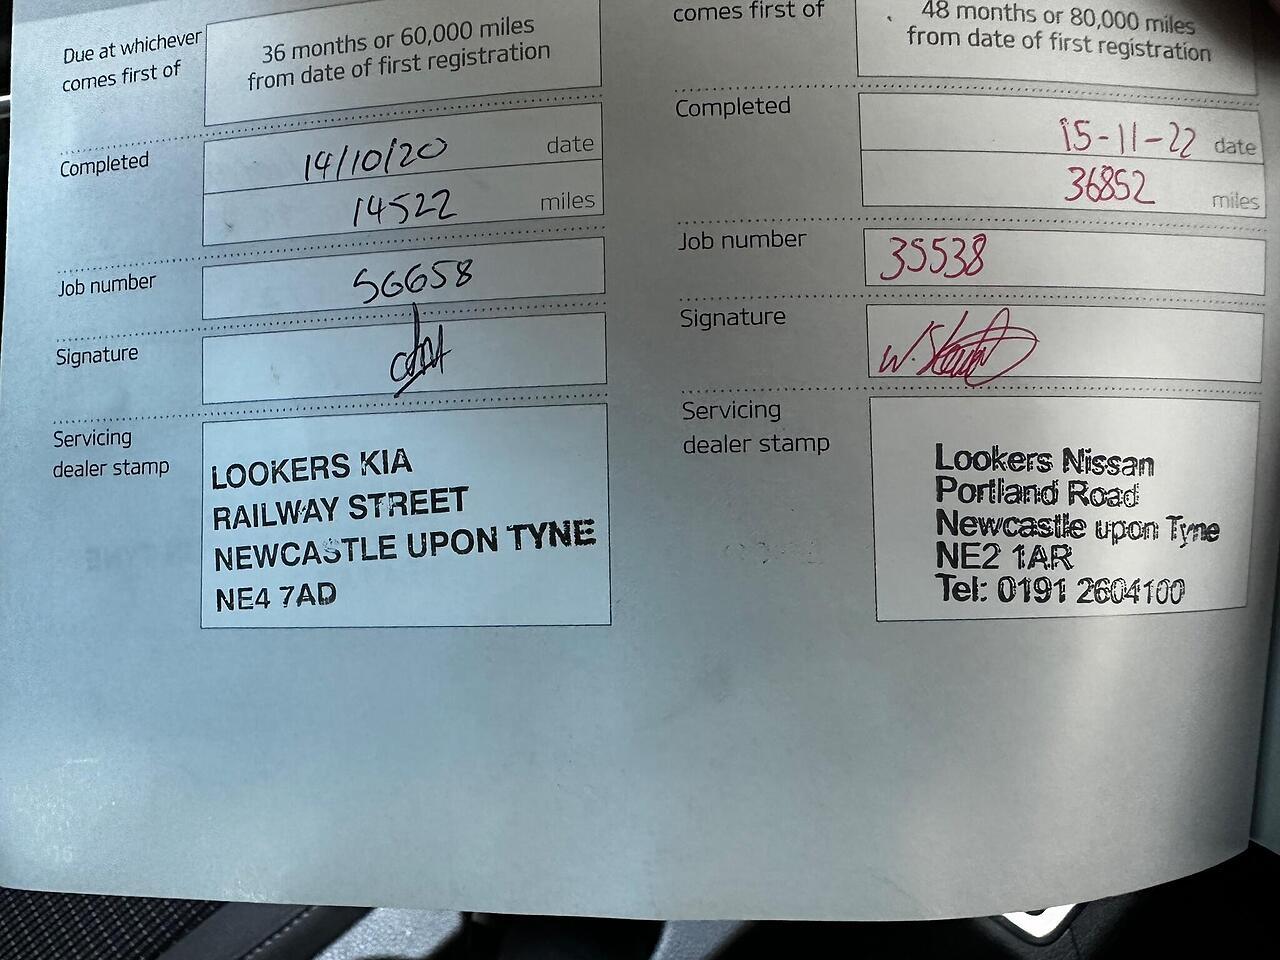 Due at whichever
comes first of
36 months or 60,000 miles
from date of first registration
Completed
14/10/20 date
14522 miles
Job number
56658
Signature
Servicing
dealer stamp
LOOKERS KIA
RAILWAY STREET
NEWCASTLE UPON TYNE
NE4 7AD
comes first of
48 months or 80,000 miles
from date of first registration
Completed
15-11-22 date
36852 miles
Job number
35538
Signature
W. Stewart
Servicing
dealer stamp
Lookers Nissan
Portland Road
Newcastle upon Tyne
NE2 1AR
Tel: 0191 2604100